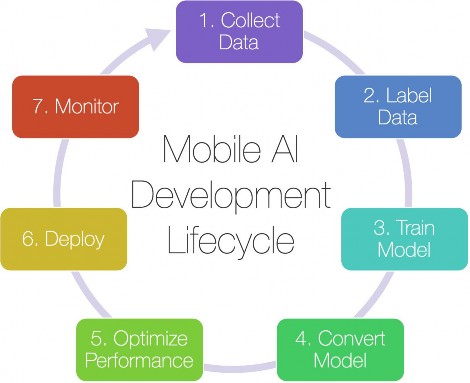 1. Collect
Data
2. Label
Data
3. Train
Model
4. Convert
Model
5. Optimize
Performance
6. Deploy
7. Monitor
Mobile AI
Development
Lifecycle